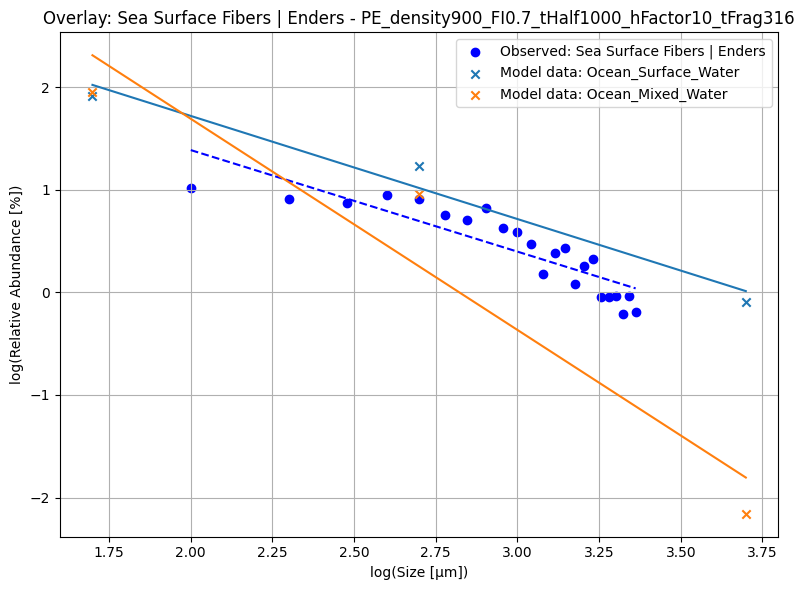 Overlay: Sea Surface Fibers | Enders - PE_density900_FI0.7_tHalf1000_hFactor10_tFrag316
Observed: Sea Surface Fibers | Enders
Model data: Ocean_Surface_Water
Model data: Ocean_Mixed_Water
log(Relative Abundance [%])
2
1
0
−1
−2
1.75
2.00
2.25
2.50
2.75
3.00
3.25
3.50
3.75
log(Size [μm])